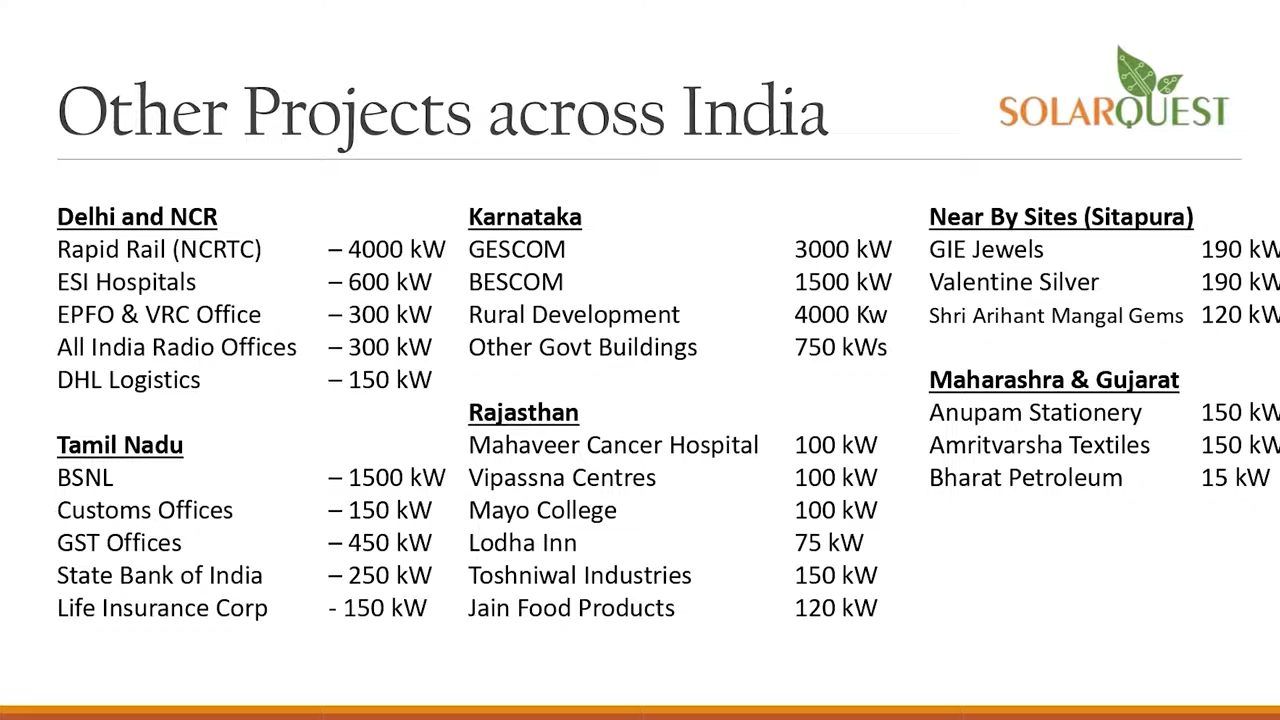 Other Projects across India
SOLARQUEST
Delhi and NCR
Rapid Rail (NCRTC) – 4000 kW
ESI Hospitals – 600 kW
EPFO & VRC Office – 300 kW
All India Radio Offices – 300 kW
DHL Logistics – 150 kW
Tamil Nadu
BSNL – 1500 kW
Customs Offices – 150 kW
GST Offices – 450 kW
State Bank of India – 250 kW
Life Insurance Corp - 150 kW
Karnataka
GESCOM 3000 kW
BESCOM 1500 kW
Rural Development 4000 Kw
Other Govt Buildings 750 kWs
Rajasthan
Mahaveer Cancer Hospital 100 kW
Vipassna Centres 100 kW
Mayo College 100 kW
Lodha Inn 75 kW
Toshniwal Industries 150 kW
Jain Food Products 120 kW
Near By Sites (Sitapura)
GIE Jewels 190 kW
Valentine Silver 190 kW
Shri Arihant Mangal Gems 120 kW
Maharashra & Gujarat
Anupam Stationery 150 kW
Amritvarsha Textiles 150 kW
Bharat Petroleum 15 kW